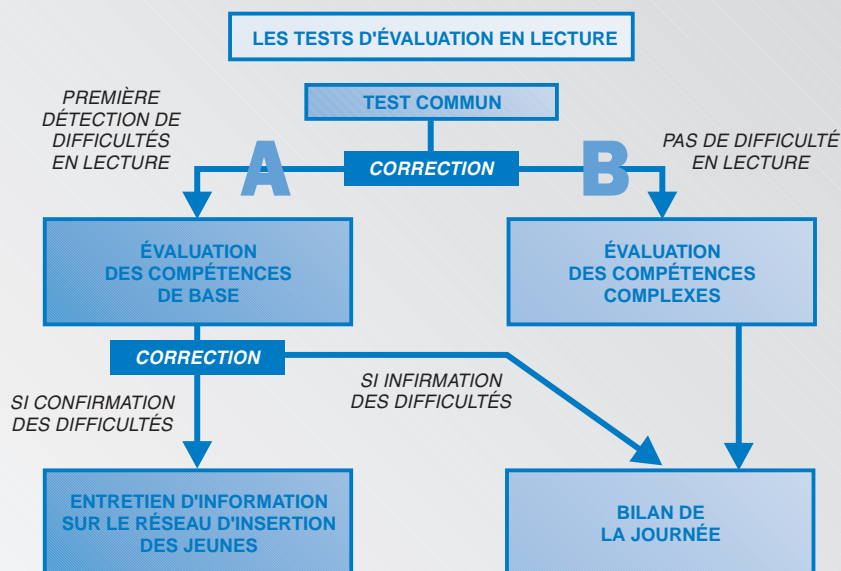 LES TESTS D'ÉVALUATION EN LECTURE
TEST COMMUN
PREMIÈRE
DÉTECTION DE
DIFFICULTÉS
EN LECTURE
A
CORRECTION
B
PAS DE DIFFICULTÉ
EN LECTURE
ÉVALUATION
DES COMPÉTENCES
DE BASE
ÉVALUATION
DES COMPÉTENCES
COMPLEXES
CORRECTION
SI CONFIRMATION
DES DIFFICULTÉS
SI INFIRMATION
DES DIFFICULTÉS
ENTRETIEN D'INFORMATION
SUR LE RÉSEAU D'INSERTION
DES JEUNES
BILAN DE
LA JOURNÉE